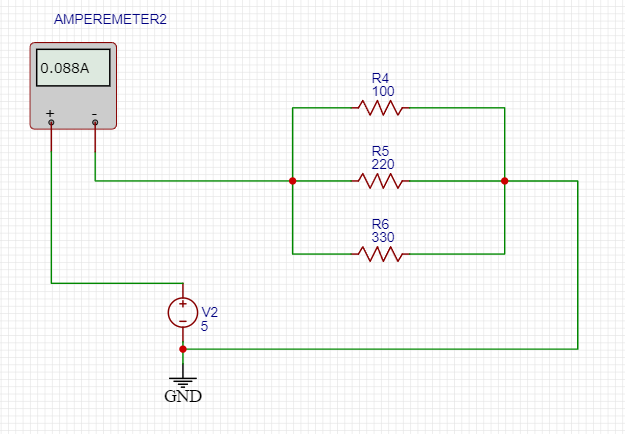 AMPEREMETER2
0.088A
+
-
R4
100
R5
220
R6
330
+
-
V2
5
GND